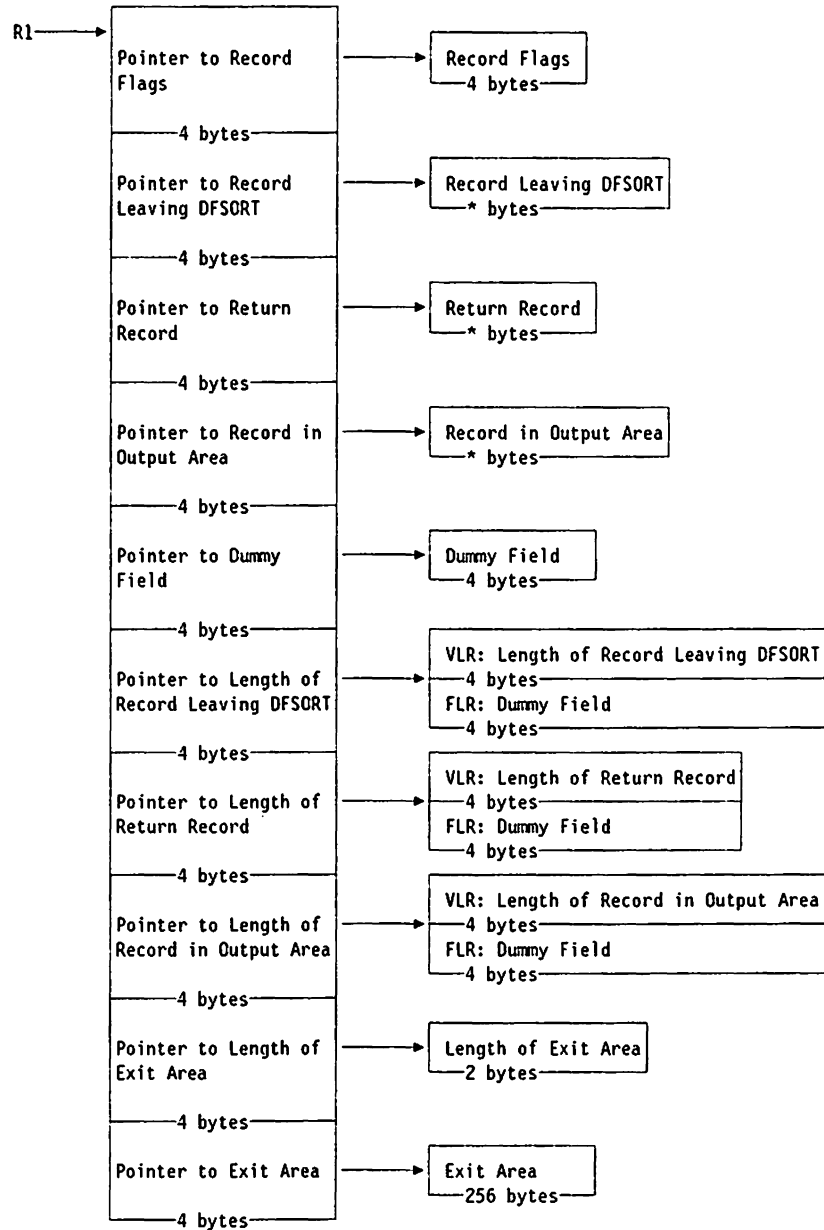 R1
Pointer to Record
Flags
4 bytes
Record Flags
4 bytes
Pointer to Record
Leaving DFSORT
4 bytes
Record Leaving DFSORT
* bytes
Pointer to Return
Record
4 bytes
Return Record
* bytes
Pointer to Record in
Output Area
4 bytes
Record in Output Area
* bytes
Pointer to Dummy
Field
4 bytes
Dummy Field
4 bytes
Pointer to Length of
Record Leaving DFSORT
4 bytes
VLR: Length of Record Leaving DFSORT
4 bytes
FLR: Dummy Field
4 bytes
Pointer to Length of
Return Record
4 bytes
VLR: Length of Return Record
4 bytes
FLR: Dummy Field
4 bytes
Pointer to Length of
Record in Output Area
4 bytes
VLR: Length of Record in Output Area
4 bytes
FLR: Dummy Field
4 bytes
Pointer to Length of
Exit Area
4 bytes
Length of Exit Area
2 bytes
Pointer to Exit Area
4 bytes
Exit Area
256 bytes